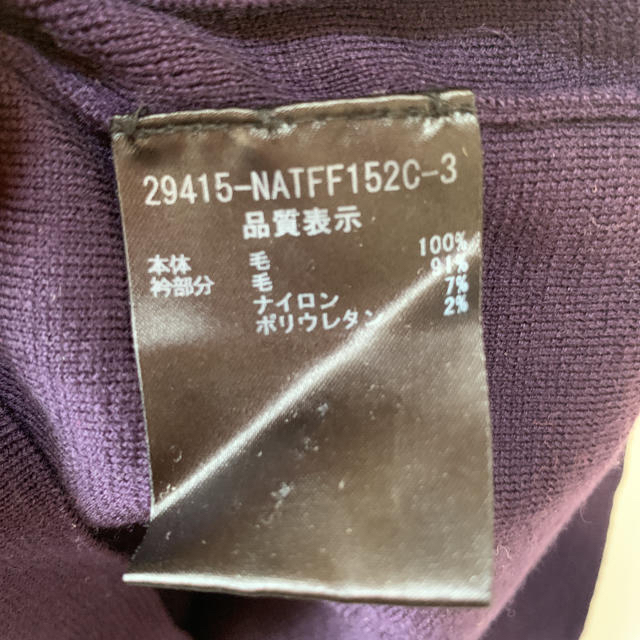 29415-NATFF152C-3
品質表示
本体 毛 100%
衿部分 毛 91%
ナイロン 7%
ポリウレタン 2%